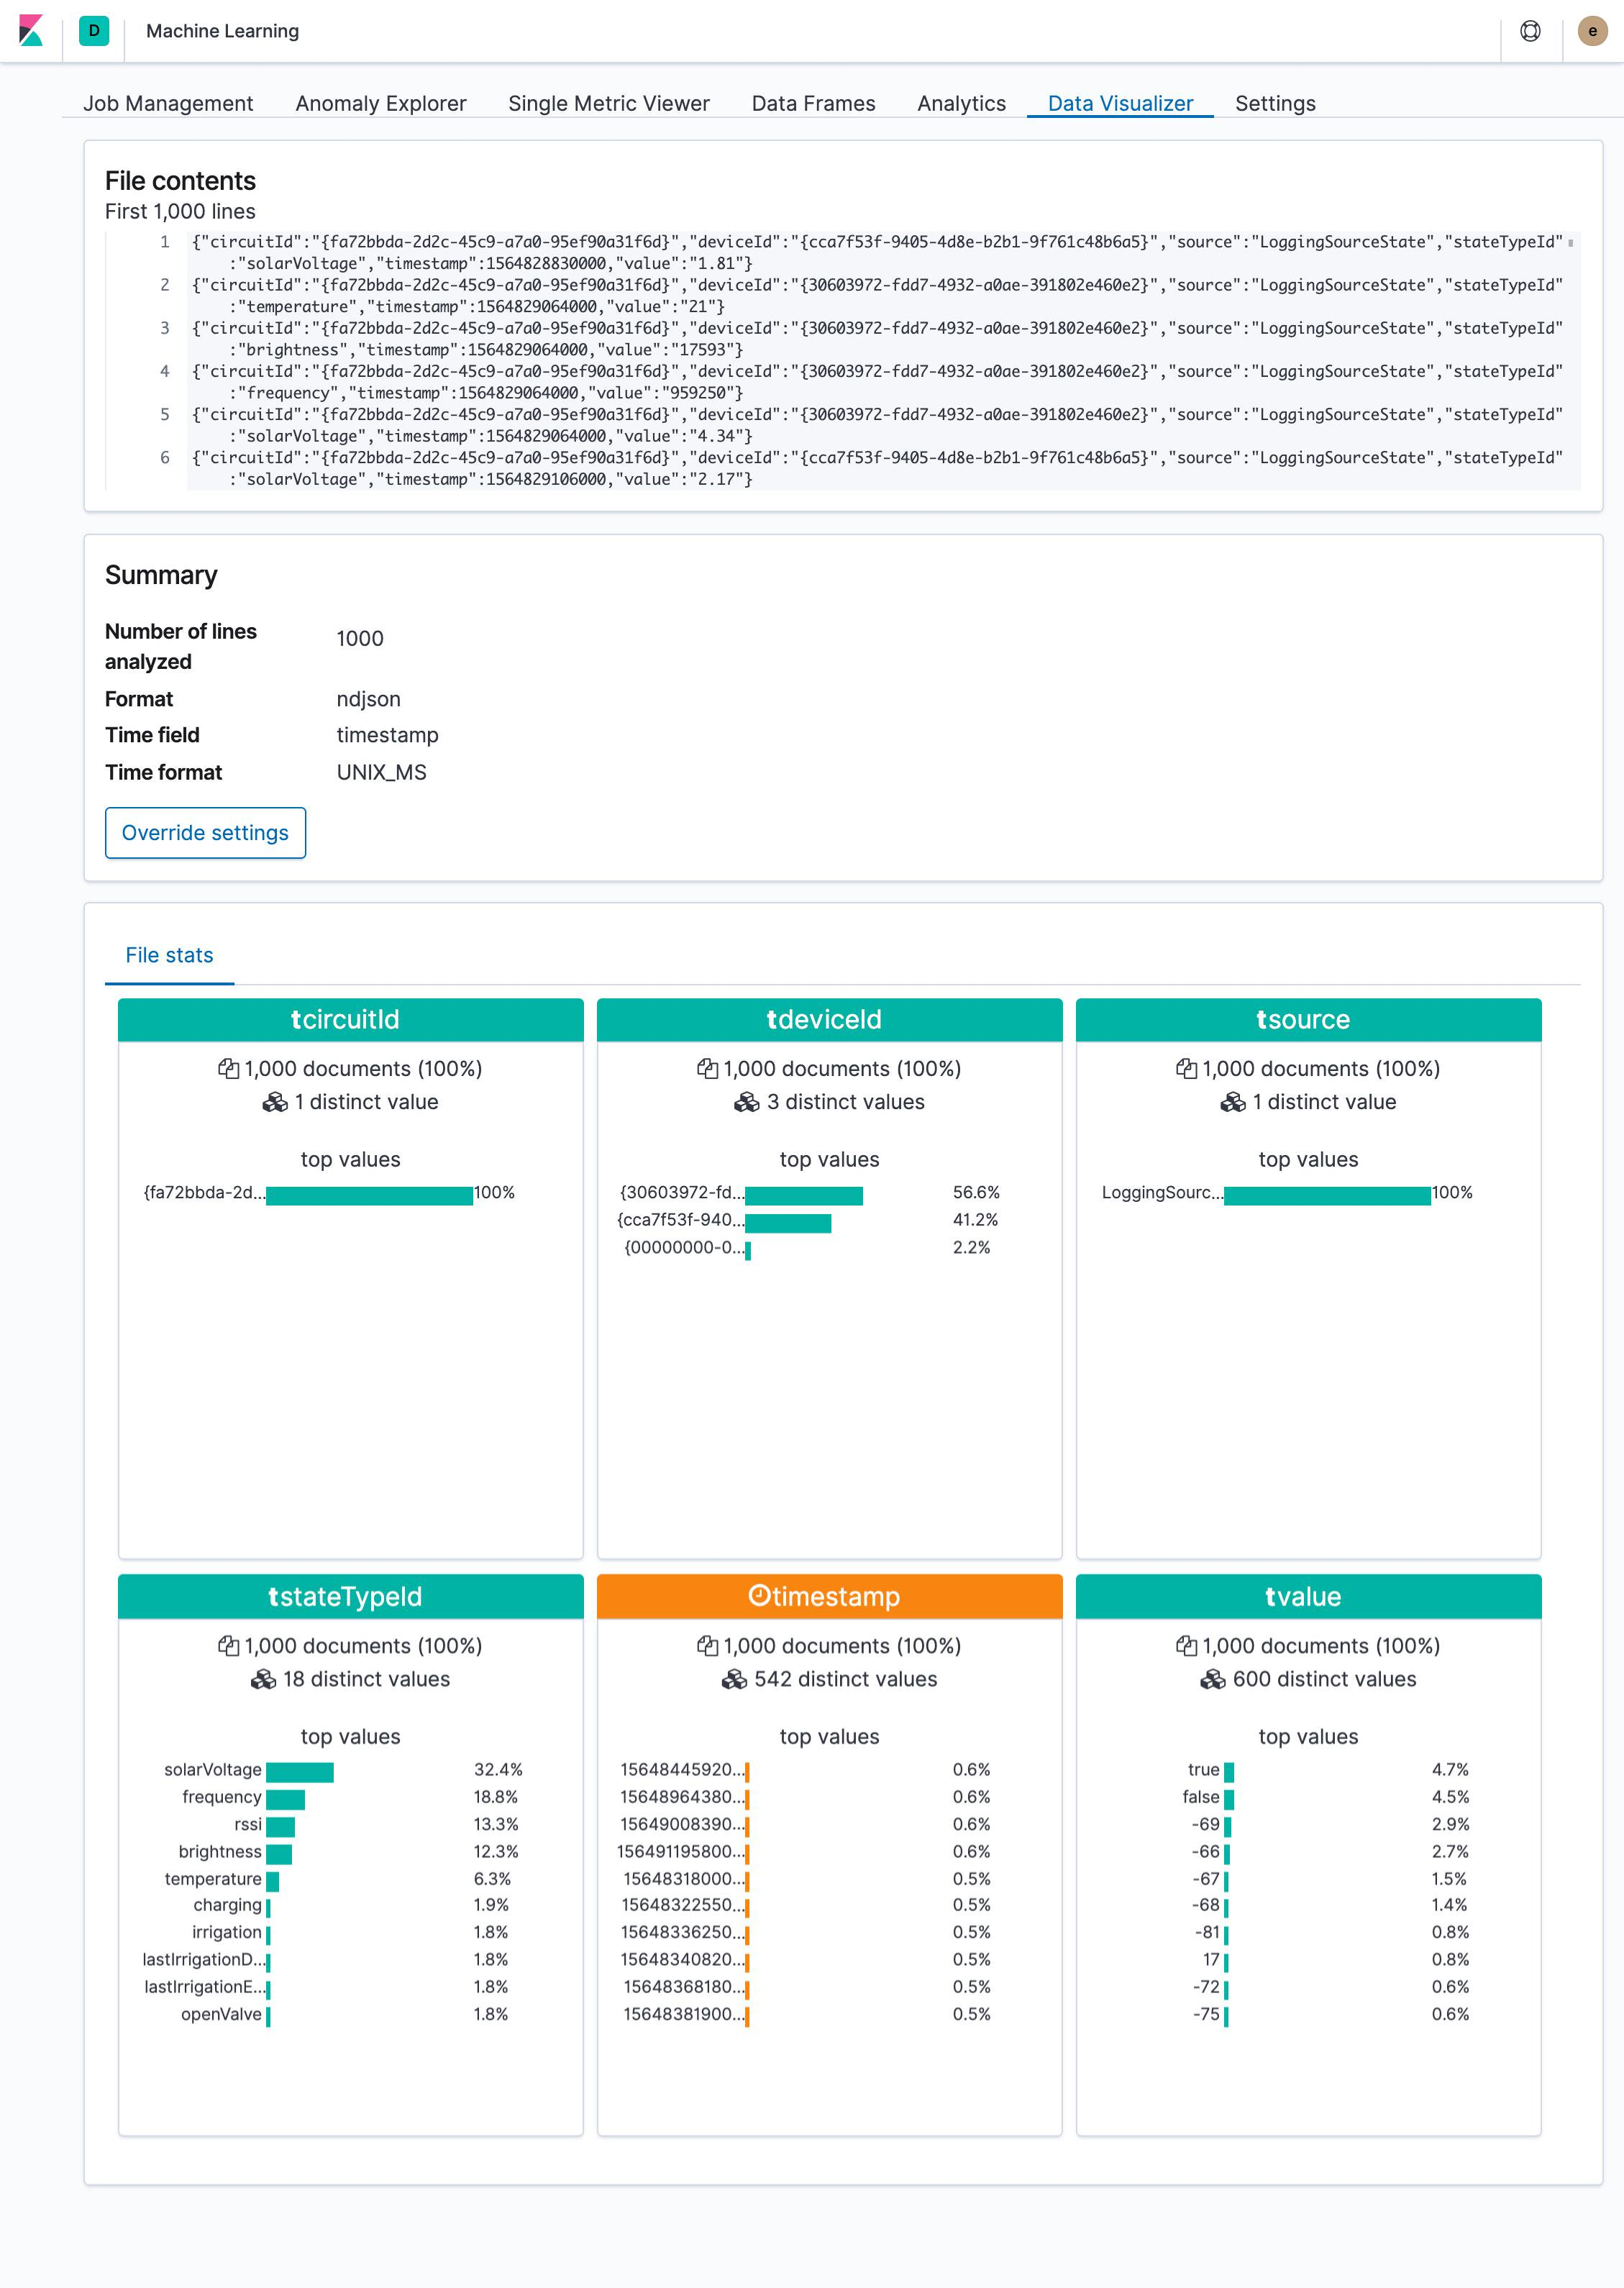 D
Machine Learning
e
Job Management
Anomaly Explorer
Single Metric Viewer
Data Frames
Analytics
Data Visualizer
Settings
File contents
First 1,000 lines
1 {"circuitId":"{fa72bbda-2d2c-45c9-a7a0-95ef90a31f6d}","deviceId":"{cca7f53f-9405-4d8e-b2b1-9f761c48b6a5}","source":"LoggingSourceState","stateTypeId"
:"solarVoltage","timestamp":1564828830000,"value":"1.81"}
2 {"circuitId":"{fa72bbda-2d2c-45c9-a7a0-95ef90a31f6d}","deviceId":"{30603972-fdd7-4932-a0ae-391802e460e2}","source":"LoggingSourceState","stateTypeId"
:"temperature","timestamp":1564829064000,"value":"21"}
3 {"circuitId":"{fa72bbda-2d2c-45c9-a7a0-95ef90a31f6d}","deviceId":"{30603972-fdd7-4932-a0ae-391802e460e2}","source":"LoggingSourceState","stateTypeId"
:"brightness","timestamp":1564829064000,"value":"17593"}
4 {"circuitId":"{fa72bbda-2d2c-45c9-a7a0-95ef90a31f6d}","deviceId":"{30603972-fdd7-4932-a0ae-391802e460e2}","source":"LoggingSourceState","stateTypeId"
:"frequency","timestamp":1564829064000,"value":"959250"}
5 {"circuitId":"{fa72bbda-2d2c-45c9-a7a0-95ef90a31f6d}","deviceId":"{30603972-fdd7-4932-a0ae-391802e460e2}","source":"LoggingSourceState","stateTypeId"
:"solarVoltage","timestamp":1564829064000,"value":"4.34"}
6 {"circuitId":"{fa72bbda-2d2c-45c9-a7a0-95ef90a31f6d}","deviceId":"{cca7f53f-9405-4d8e-b2b1-9f761c48b6a5}","source":"LoggingSourceState","stateTypeId"
:"solarVoltage","timestamp":1564829106000,"value":"2.17"}
Summary
Number of lines
analyzed
1000
Format ndjson
Time field timestamp
Time format UNIX_MS
Override settings
File stats
tcircuitId
1,000 documents (100%)
1 distinct value
top values
{fa72bbda-2d... 100%
tdeviceId
1,000 documents (100%)
3 distinct values
top values
{30603972-fd... 56.6%
{cca7f53f-940... 41.2%
{00000000-0... 2.2%
tsource
1,000 documents (100%)
1 distinct value
top values
LoggingSourc... 100%
tstateTypeId
1,000 documents (100%)
18 distinct values
top values
solarVoltage 32.4%
frequency 18.8%
rssi 13.3%
brightness 12.3%
temperature 6.3%
charging 1.9%
irrigation 1.8%
lastIrrigationD... 1.8%
lastIrrigationE... 1.8%
openValve 1.8%
timestamp
1,000 documents (100%)
542 distinct values
top values
15648445920... 0.6%
15648964380... 0.6%
15649008390... 0.6%
156491195800... 0.6%
15648318000... 0.5%
15648322550... 0.5%
15648336250... 0.5%
15648340820... 0.5%
15648368180... 0.5%
15648381900... 0.5%
tvalue
1,000 documents (100%)
600 distinct values
top values
true 4.7%
false 4.5%
-69 2.9%
-66 2.7%
-67 1.5%
-68 1.4%
-81 0.8%
17 0.8%
-72 0.6%
-75 0.6%